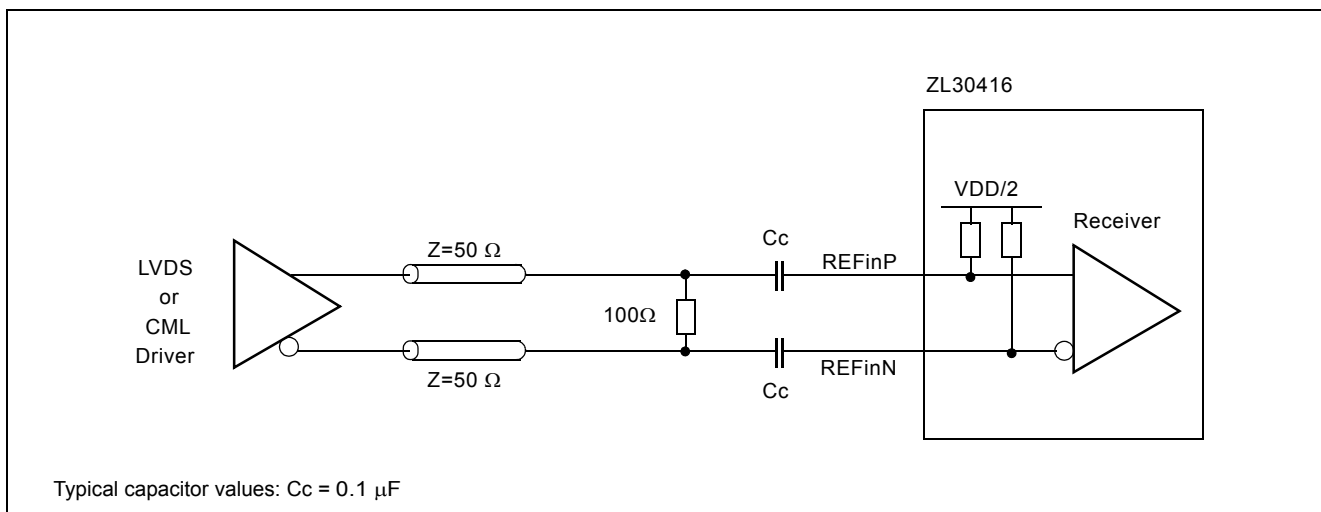 ZL30416
VDD/2
Receiver
Cc
Z=50 Ω
REFinP
LVDS
or
CML
Driver
100Ω
Z=50 Ω
REFinN
Cc
Typical capacitor values: Cc = 0.1 μF